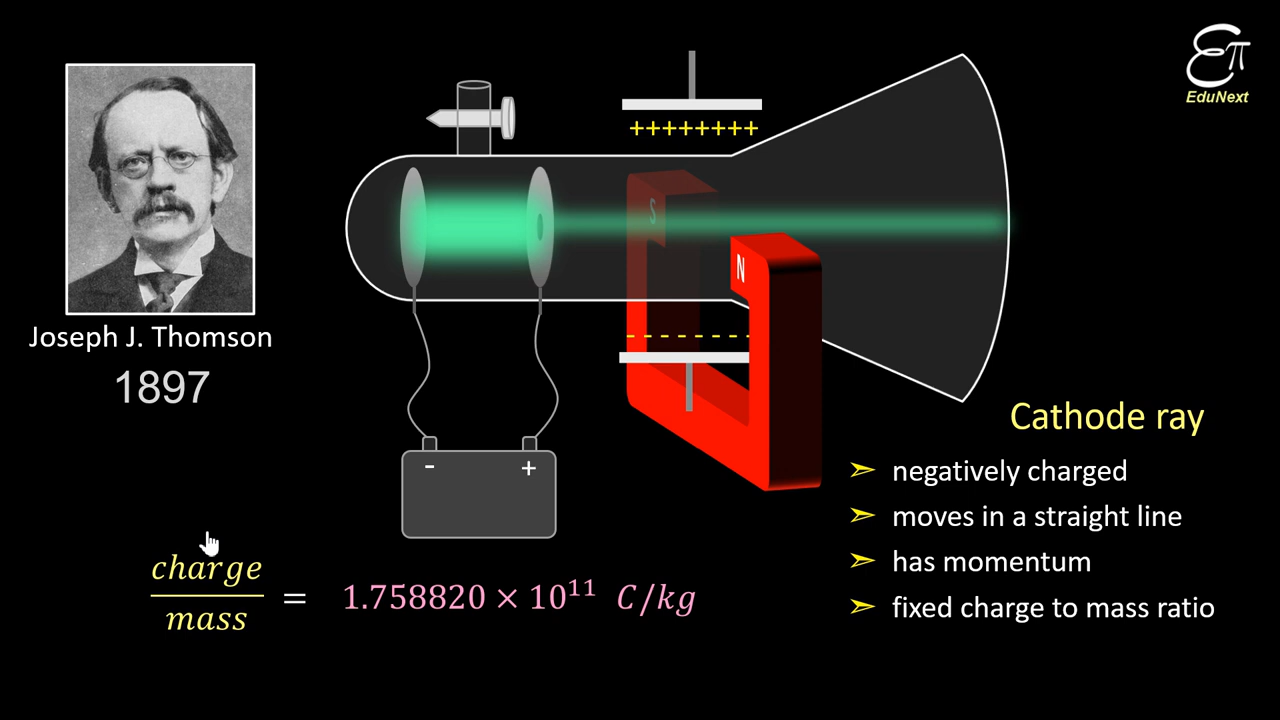 επ
EduNext
++++++++
S
N
- - - - - - - -
Joseph J. Thomson
1897
- +
Cathode ray
➢ negatively charged
➢ moves in a straight line
➢ has momentum
➢ fixed charge to mass ratio
charge/mass = 1.758820 × 10¹¹ C/kg